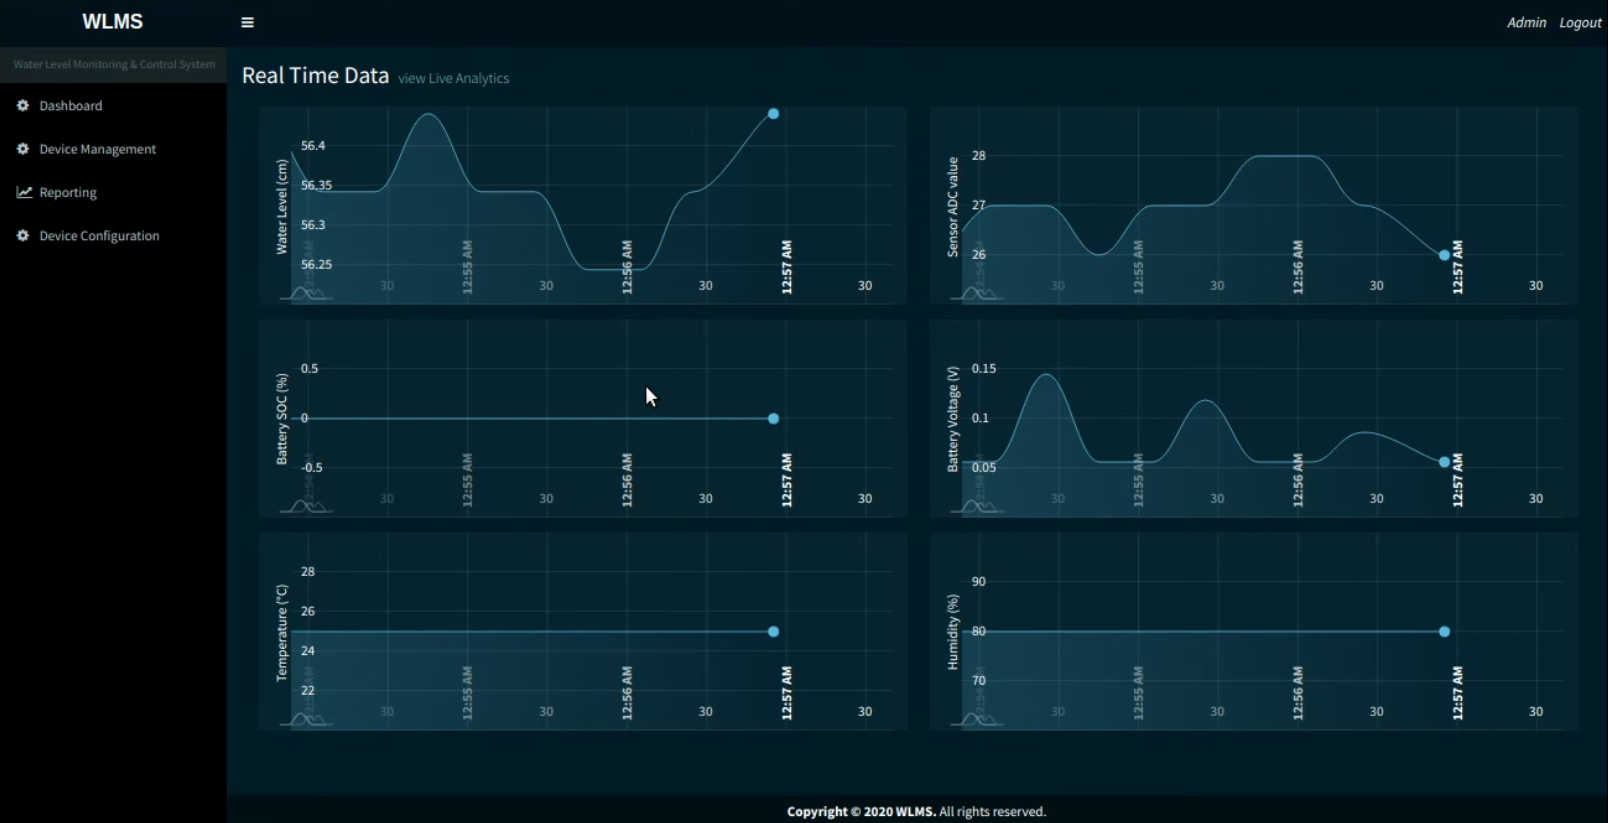 WLMS
Admin Logout
Water Level Monitoring & Control System
Dashboard
Device Management
Reporting
Device Configuration
Real Time Data view Live Analytics
Water Level (cm)
56.4
56.35
56.3
56.25
30
12:55 AM
30
12:56 AM
30
12:57 AM
30
Sensor ADC value
28
27
26
30
12:55 AM
30
12:56 AM
30
12:57 AM
30
Battery SOC (%)
0.5
0
-0.5
30
12:55 AM
30
12:56 AM
30
12:57 AM
30
Battery Voltage (V)
0.15
0.1
0.05
30
12:55 AM
30
12:56 AM
30
12:57 AM
30
Temperature (°C)
28
26
24
22
30
12:55 AM
30
12:56 AM
30
12:57 AM
30
Humidity (%)
90
80
70
30
12:55 AM
30
12:56 AM
30
12:57 AM
30
Copyright © 2020 WLMS. All rights reserved.